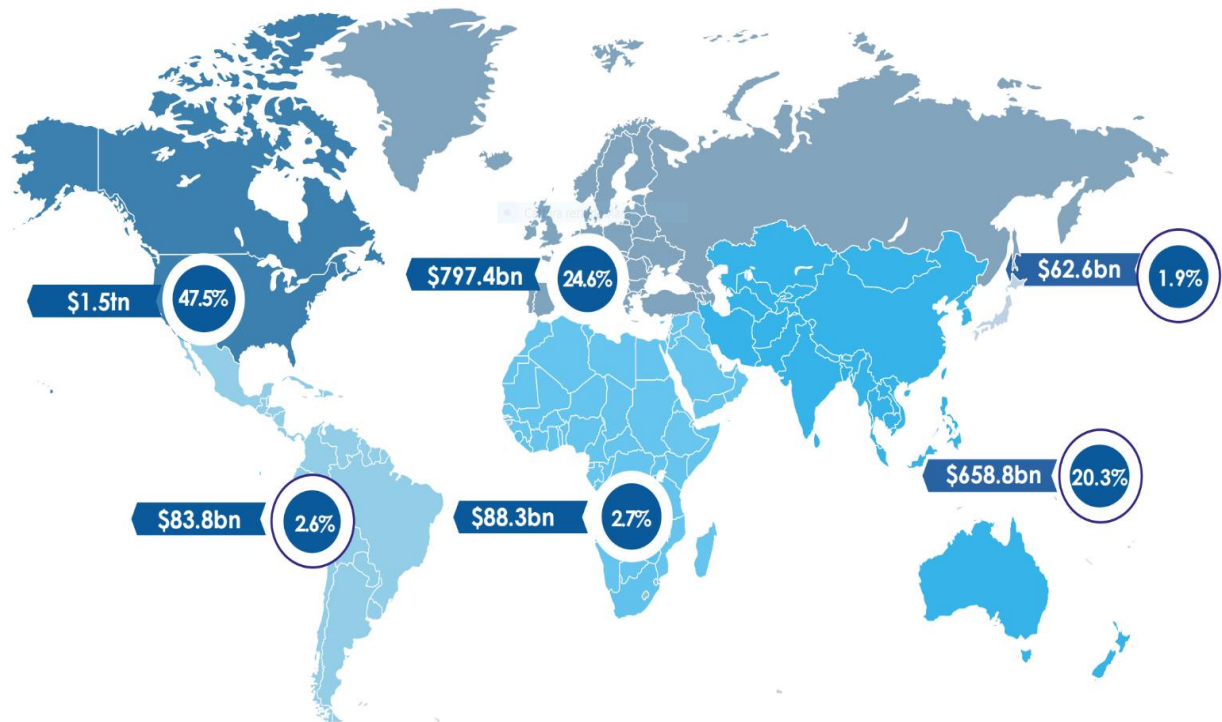 $1.5tn
47.5%
$797.4bn
24.6%
$62.6bn
1.9%
$83.8bn
2.6%
$88.3bn
2.7%
$658.8bn
20.3%